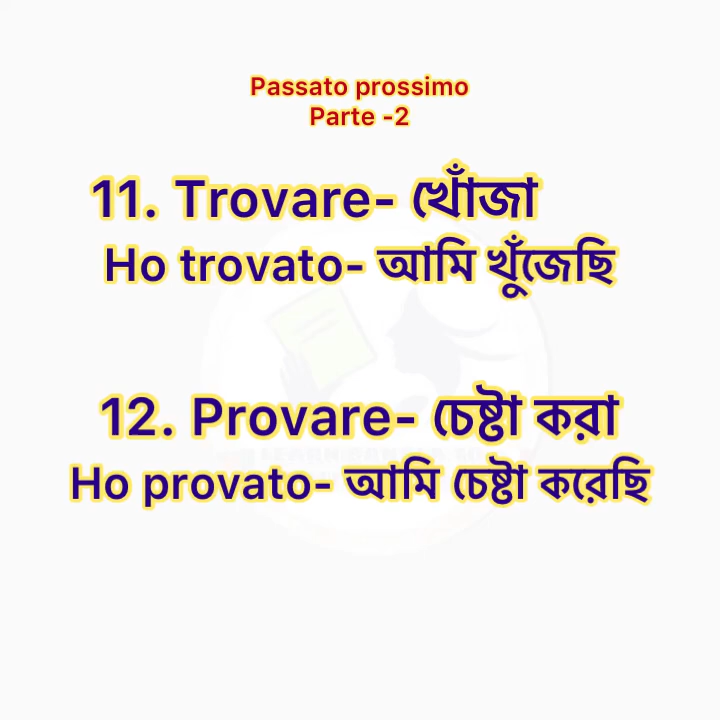 Passato prossimo
Parte -2
11. Trovare- খোঁজা
Ho trovato- আমি খুঁজেছি
12. Provare- চেষ্টা করা
Ho provato- আমি চেষ্টা করেছি